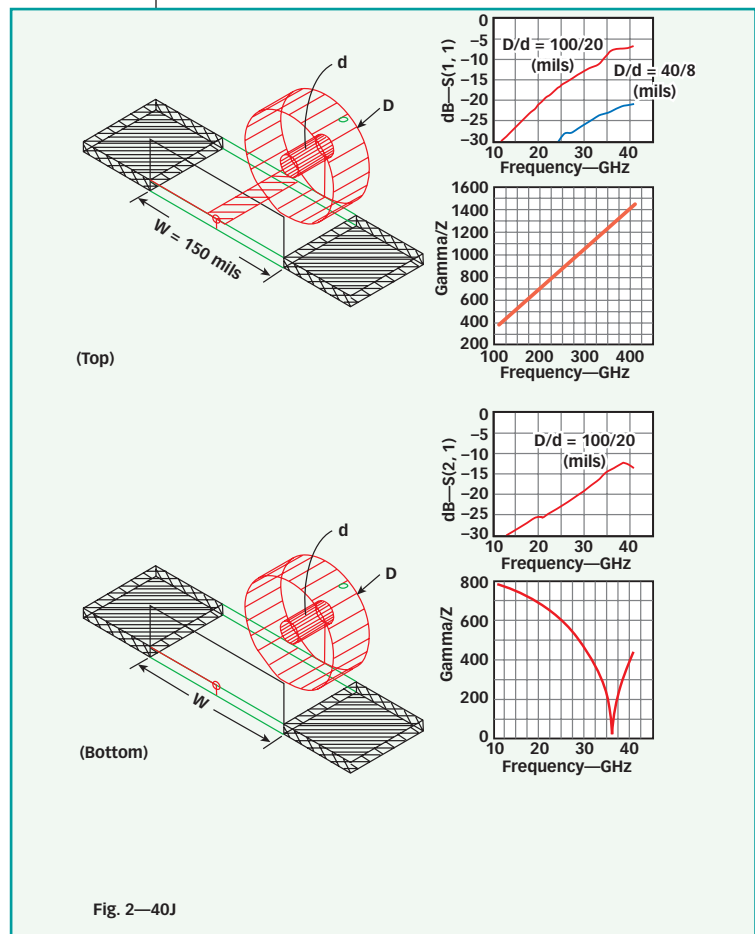 d
D
W = 150 mils
(Top)
0
−5
−10
−15
−20
−25
−30
dB—S(1, 1)
D/d = 100/20
(mils)
D/d = 40/8
(mils)
10 20 30 40
Frequency—GHz
1600
1400
1200
1000
800
600
400
200
Gamma/Z
100 200 300 400
Frequency—GHz
d
D
W
(Bottom)
0
−5
−10
−15
−20
−25
−30
dB—S(2, 1)
D/d = 100/20
(mils)
10 20 30 40
Frequency—GHz
800
600
400
200
0
Gamma/Z
10 20 30 40
Frequency—GHz
Fig. 2—40J